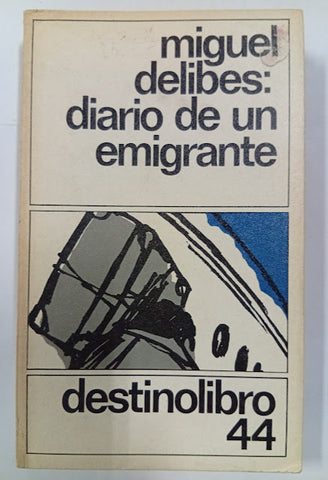 miguel
delibes:
diario de un
emigrante
destinolibro
44